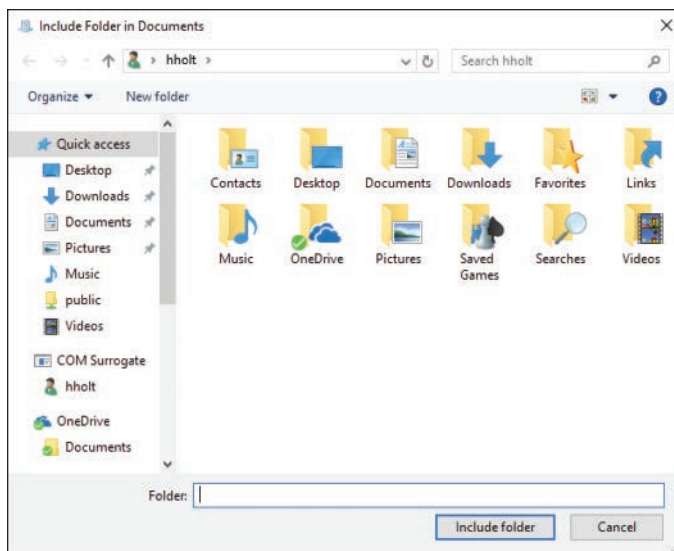 Include Folder in Documents
hholt
Search hholt
Organize
New folder
Quick access
Desktop
Downloads
Documents
Pictures
Music
public
Videos
COM Surrogate
hholt
OneDrive
Documents
Contacts
Desktop
Documents
Downloads
Favorites
Links
Music
OneDrive
Pictures
Saved
Games
Searches
Videos
Folder:
Include folder
Cancel